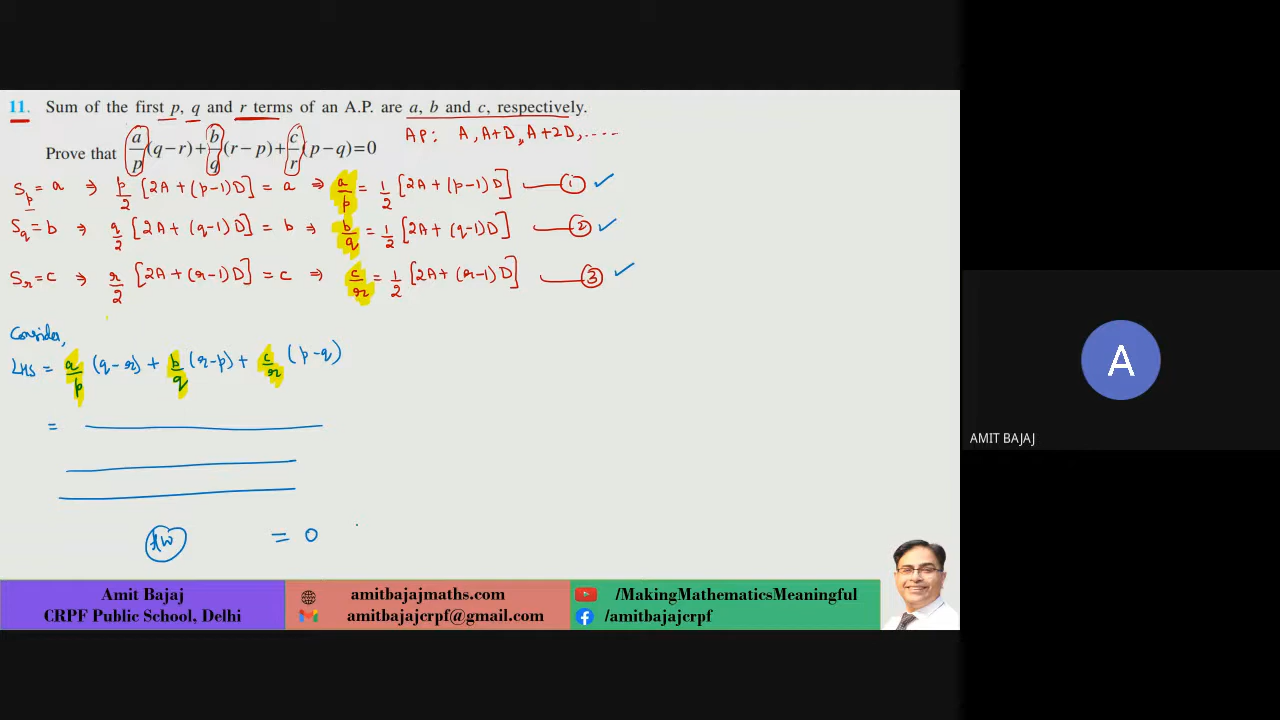 11. Sum of the first p, q and r terms of an A.P. are a, b and c, respectively.
AP: A, A+D, A+2D, .....
Prove that a/p (q−r) + b/q (r−p) + c/r (p−q)=0
Sp = a ⇒ p/2 [2A + (p-1)D] = a ⇒ a/p = 1/2 [2A + (p-1)D] — ① ✓
Sq = b ⇒ q/2 [2A + (q-1)D] = b ⇒ b/q = 1/2 [2A + (q-1)D] — ② ✓
Sr = c ⇒ r/2 [2A + (r-1)D] = c ⇒ c/r = 1/2 [2A + (r-1)D] — ③ ✓
Consider,
LHS = a/p (q-r) + b/q (r-p) + c/r (p-q)
=
HW = 0
A
AMIT BAJAJ
Amit Bajaj
CRPF Public School, Delhi
amitbajajmaths.com
amitbajajcrpf@gmail.com
/MakingMathematicsMeaningful
/amitbajajcrpf